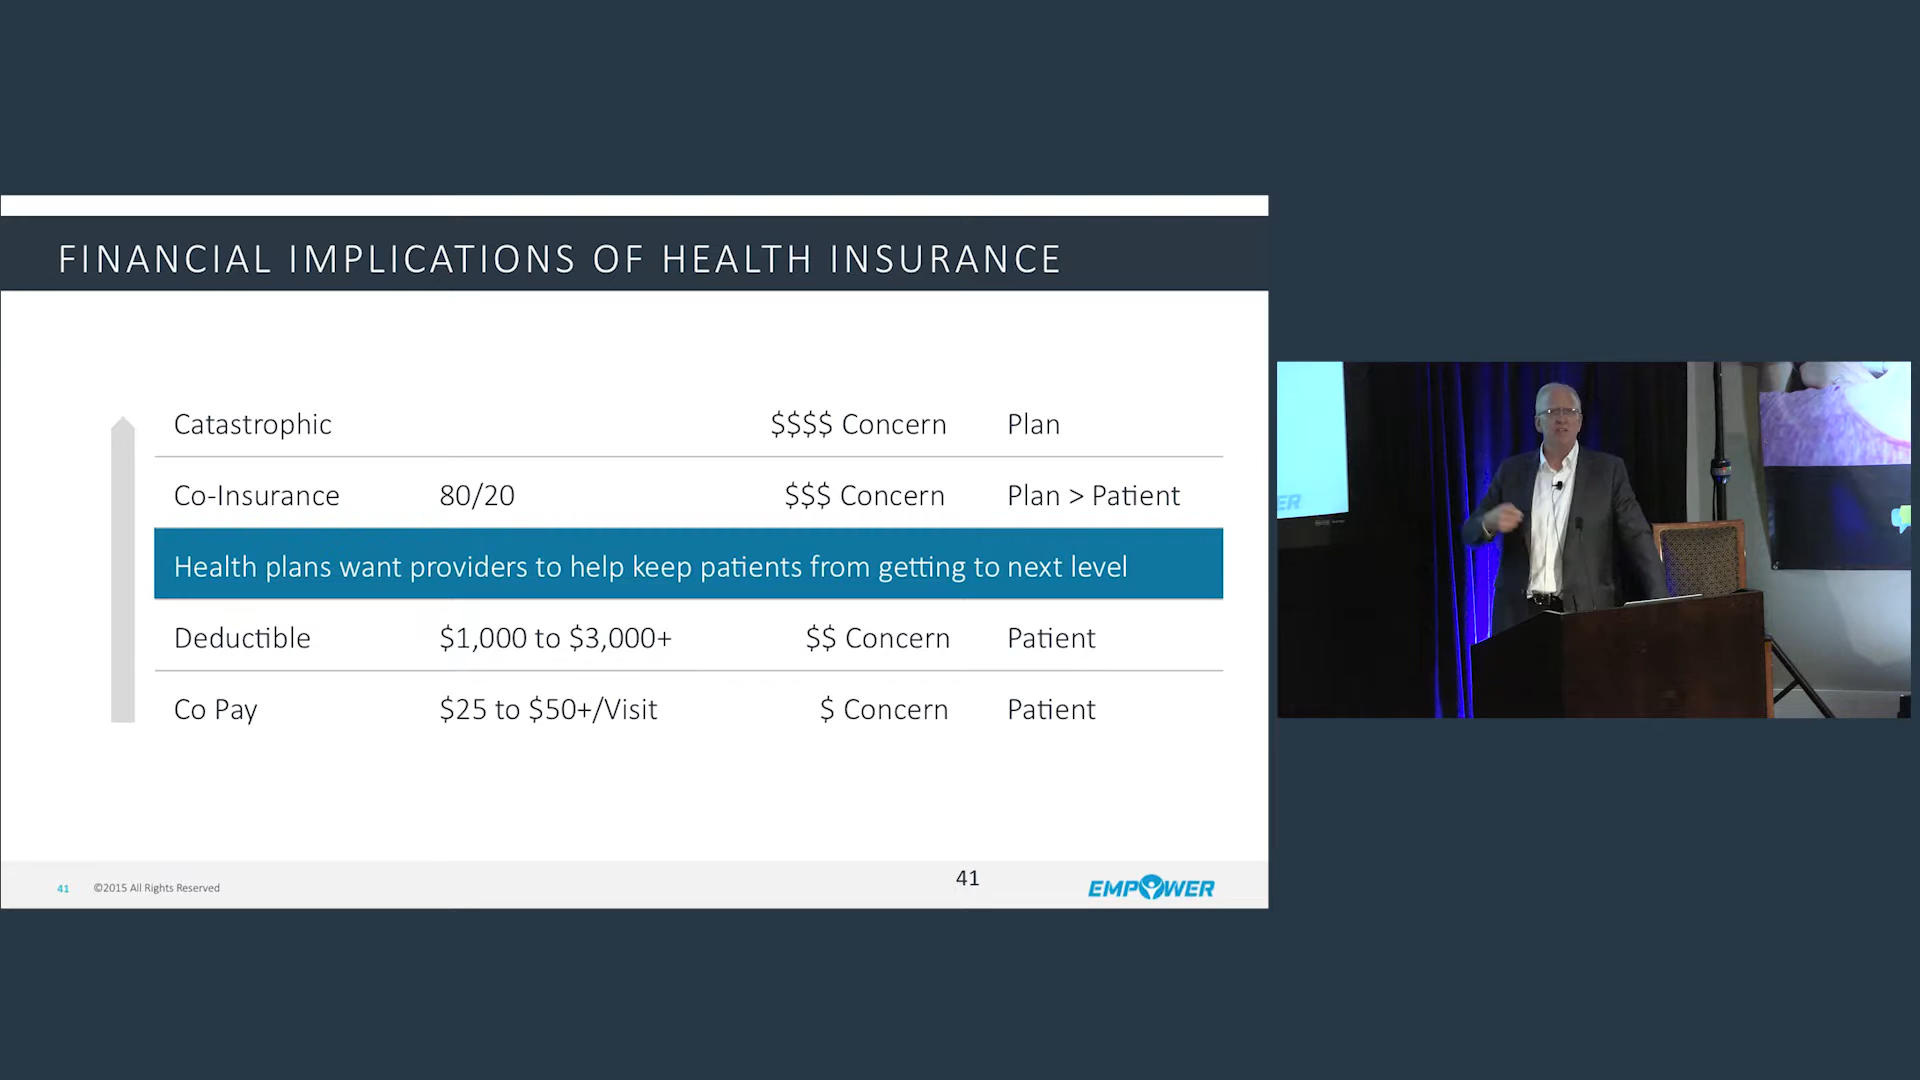 FINANCIAL IMPLICATIONS OF HEALTH INSURANCE
Catastrophic $$$$ Concern Plan
Co-Insurance 80/20 $$$ Concern Plan > Patient
Health plans want providers to help keep patients from getting to next level
Deductible $1,000 to $3,000+ $$ Concern Patient
Co Pay $25 to $50+/Visit $ Concern Patient
41 ©2015 All Rights Reserved 41 EMPOWER
ER